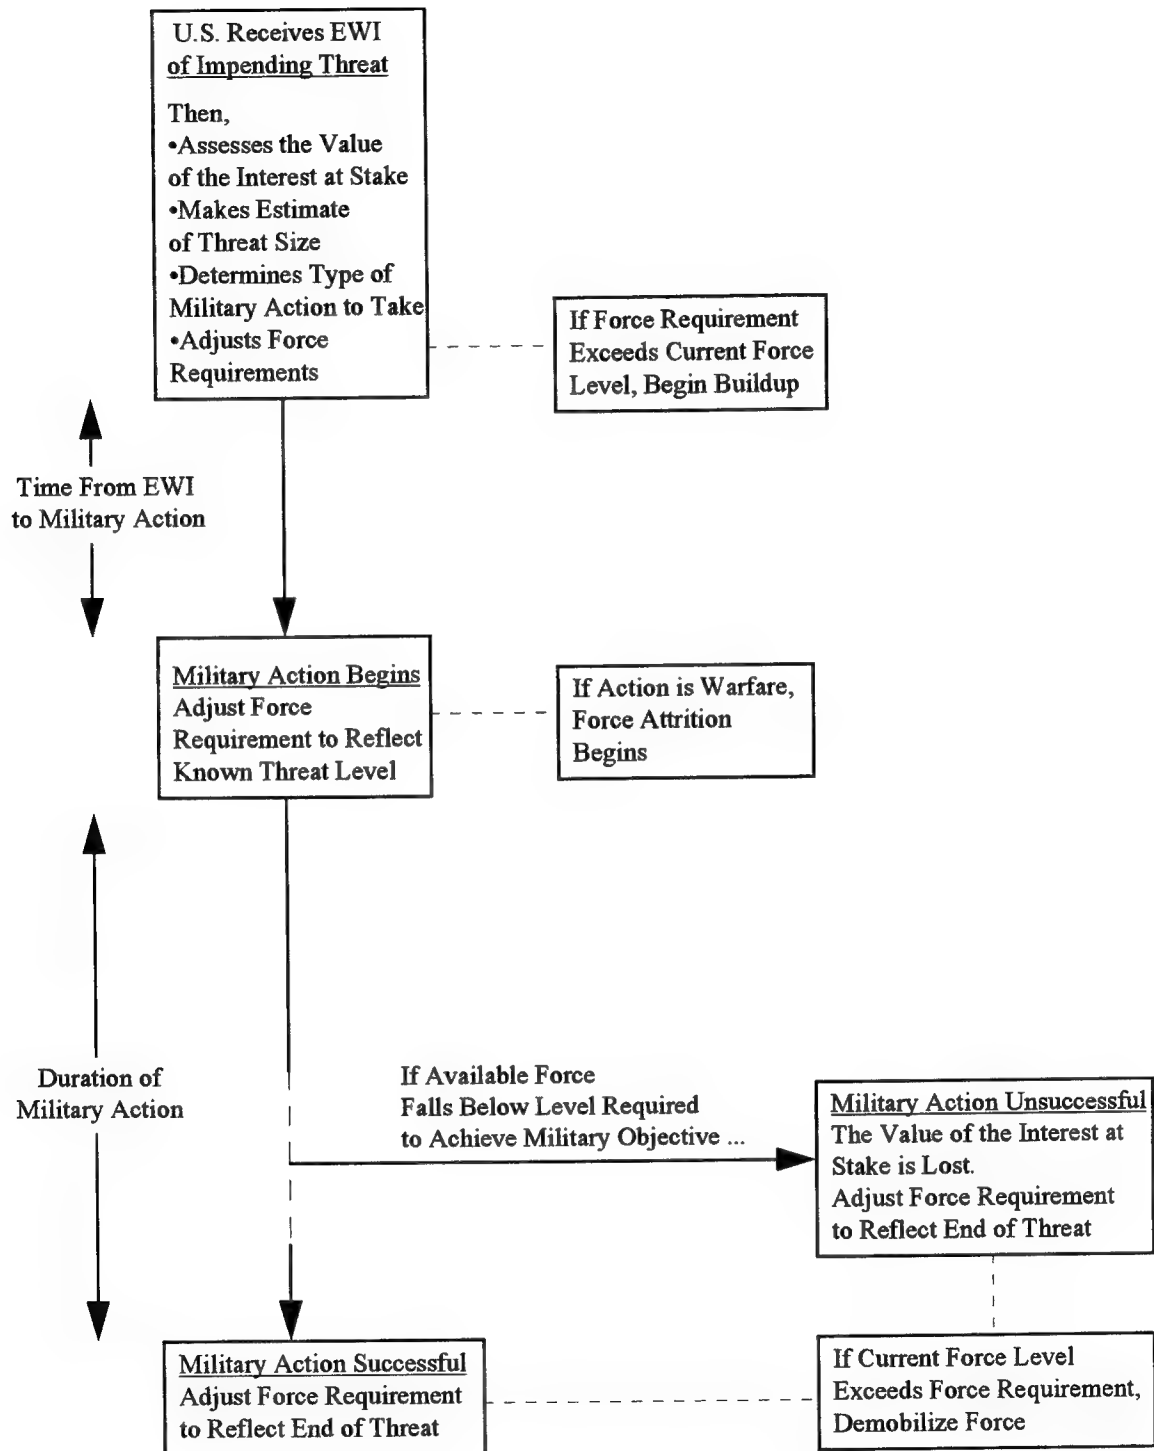 U.S. Receives EWI
of Impending Threat
Then,
•Assesses the Value
of the Interest at Stake
•Makes Estimate
of Threat Size
•Determines Type of
Military Action to Take
•Adjusts Force
Requirements
If Force Requirement
Exceeds Current Force
Level, Begin Buildup
Time From EWI
to Military Action
Military Action Begins
Adjust Force
Requirement to Reflect
Known Threat Level
If Action is Warfare,
Force Attrition
Begins
Duration of
Military Action
If Available Force
Falls Below Level Required
to Achieve Military Objective ...
Military Action Unsuccessful
The Value of the Interest at
Stake is Lost.
Adjust Force Requirement
to Reflect End of Threat
Military Action Successful
Adjust Force Requirement
to Reflect End of Threat
If Current Force Level
Exceeds Force Requirement,
Demobilize Force